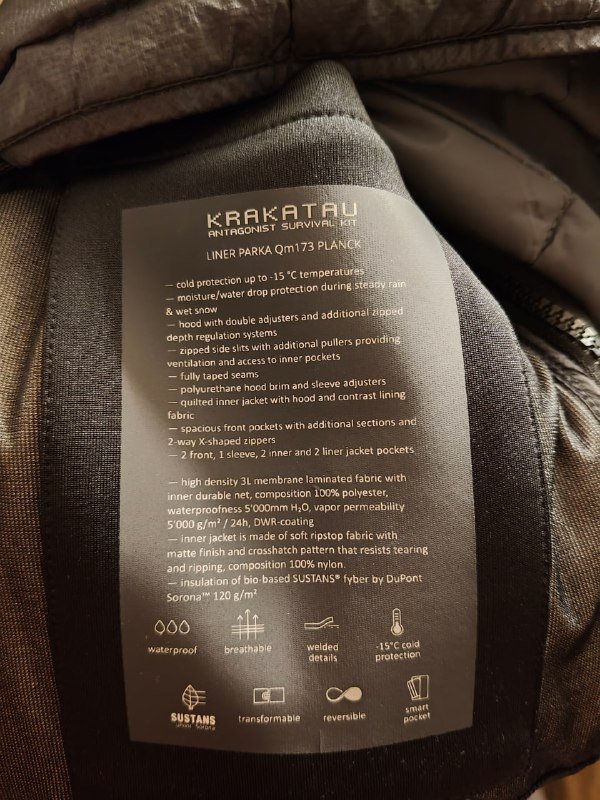 KRAKATAU
ANTAGONIST SURVIVAL KIT
LINER PARKA Qm173 PLANCK
— cold protection up to -15 °C temperatures
— moisture/water drop protection during steady rain
& wet snow
— hood with double adjusters and additional zipped
depth regulation systems
— zipped side slits with additional pullers providing
ventilation and access to inner pockets
— fully taped seams
— polyurethane hood brim and sleeve adjusters
— quilted inner jacket with hood and contrast lining
fabric
— spacious front pockets with additional sections and
2-way X-shaped zippers
— 2 front, 1 sleeve, 2 inner and 2 liner jacket pockets
— high density 3L membrane laminated fabric with
inner durable net, composition 100% polyester,
waterproofness 5'000mm H₂O, vapor permeability
5'000 g/m² / 24h, DWR-coating
— inner jacket is made of soft ripstop fabric with
matte finish and crosshatch pattern that resists tearing
and ripping, composition 100% nylon.
— insulation of bio-based SUSTANS® fyber by DuPont
Sorona™ 120 g/m²
waterproof
breathable
welded
details
-15°C cold
protection
SUSTANS
Sorona
transformable
reversible
smart
pocket